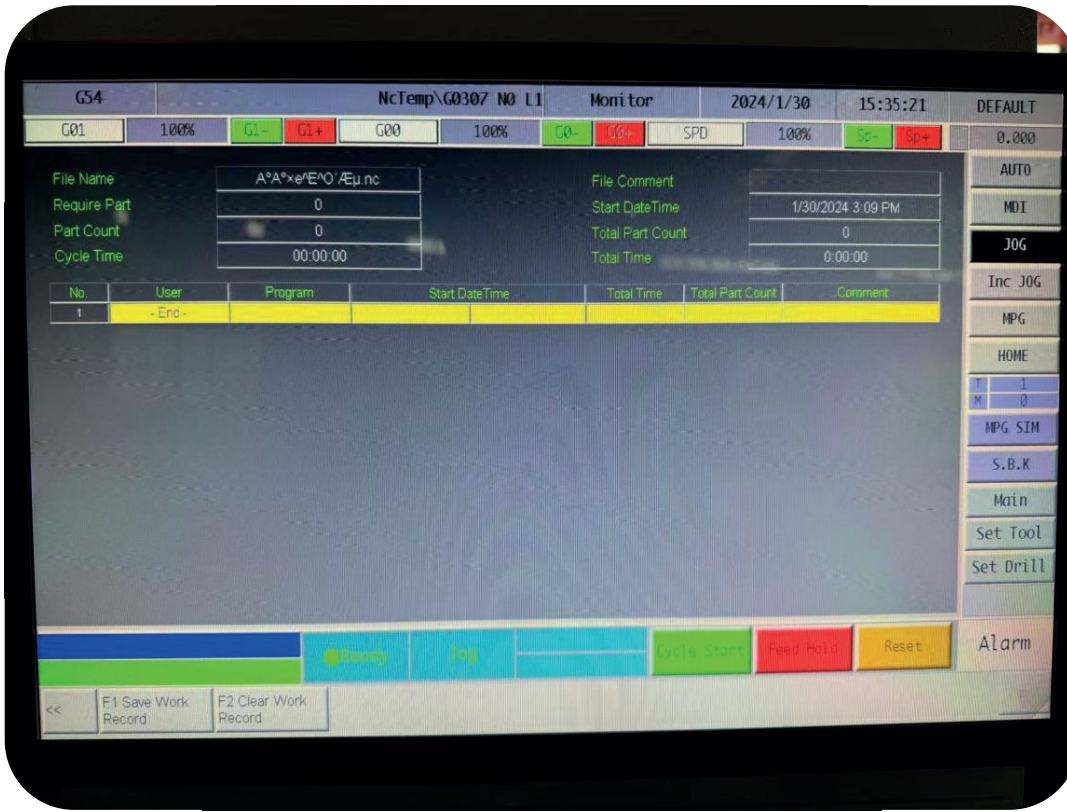 G54 NcTemp\G0307 N0 L1 Monitor 2024/1/30 15:35:21 DEFAULT
G01 100% G1- G1+ G00 100% G0- G0+ SPD 100% Sp- Sp+ 0.000
File Name A°A°×e^E^O¨Æµ.nc File Comment
Require Part 0 Start DateTime 1/30/2024 3:09 PM
Part Count 0 Total Part Count 0
Cycle Time 00:00:00 Total Time 0:00:00
No. User Program Start DateTime Total Time Total Part Count Comment
1 - End -
AUTO
MDI
JOG
Inc JOG
MPG
HOME
T 1
M 0
MPG SIM
S.B.K
Main
Set Tool
Set Drill
Ready Jog Cycle Start Feed Hold Reset Alarm
<< F1 Save Work F2 Clear Work
Record Record